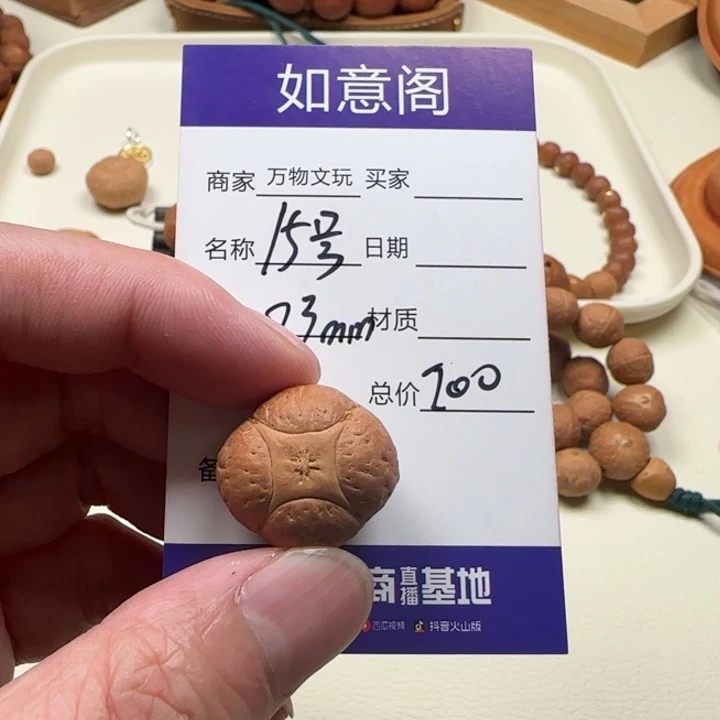 如意阁
商家 万物文玩 买家
名称 15号 日期
23mm 材质
总价 200
备
商直播基地
西瓜视频 抖音火山版